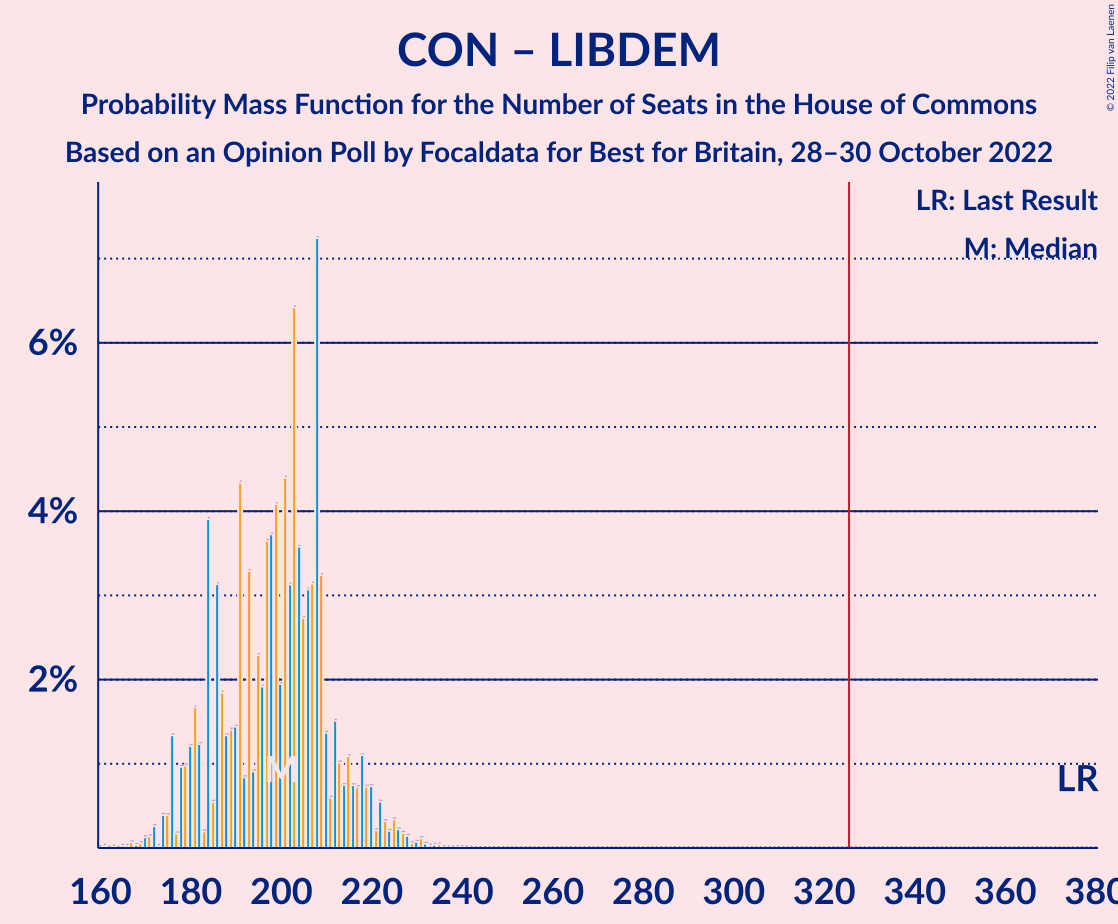 CON – LIBDEM
Probability Mass Function for the Number of Seats in the House of Commons
Based on an Opinion Poll by Focaldata for Best for Britain, 28–30 October 2022
© 2022 Filip van Laenen
LR: Last Result
M: Median
6%
4%
2%
M
LR
160 180 200 220 240 260 280 300 320 340 360 380